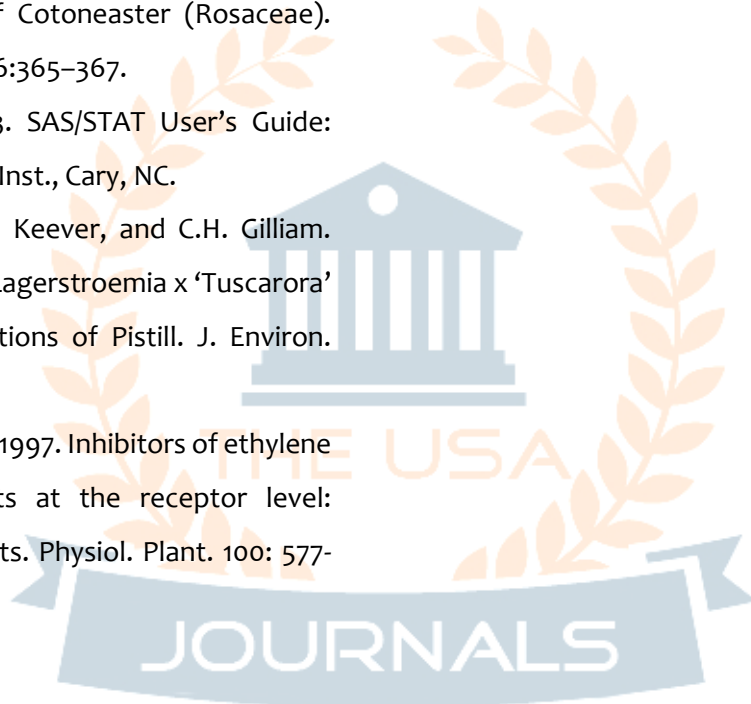 f Cotoneaster (Rosaceae).
6:365–367.
3. SAS/STAT User's Guide:
Inst., Cary, NC.
Keever, and C.H. Gilliam.
Lagerstroemia x ‘Tuscarora’
tions of Pistill. J. Environ.
1997. Inhibitors of ethylene
ts at the receptor level:
ts. Physiol. Plant. 100: 577-
THE USA
JOURNALS